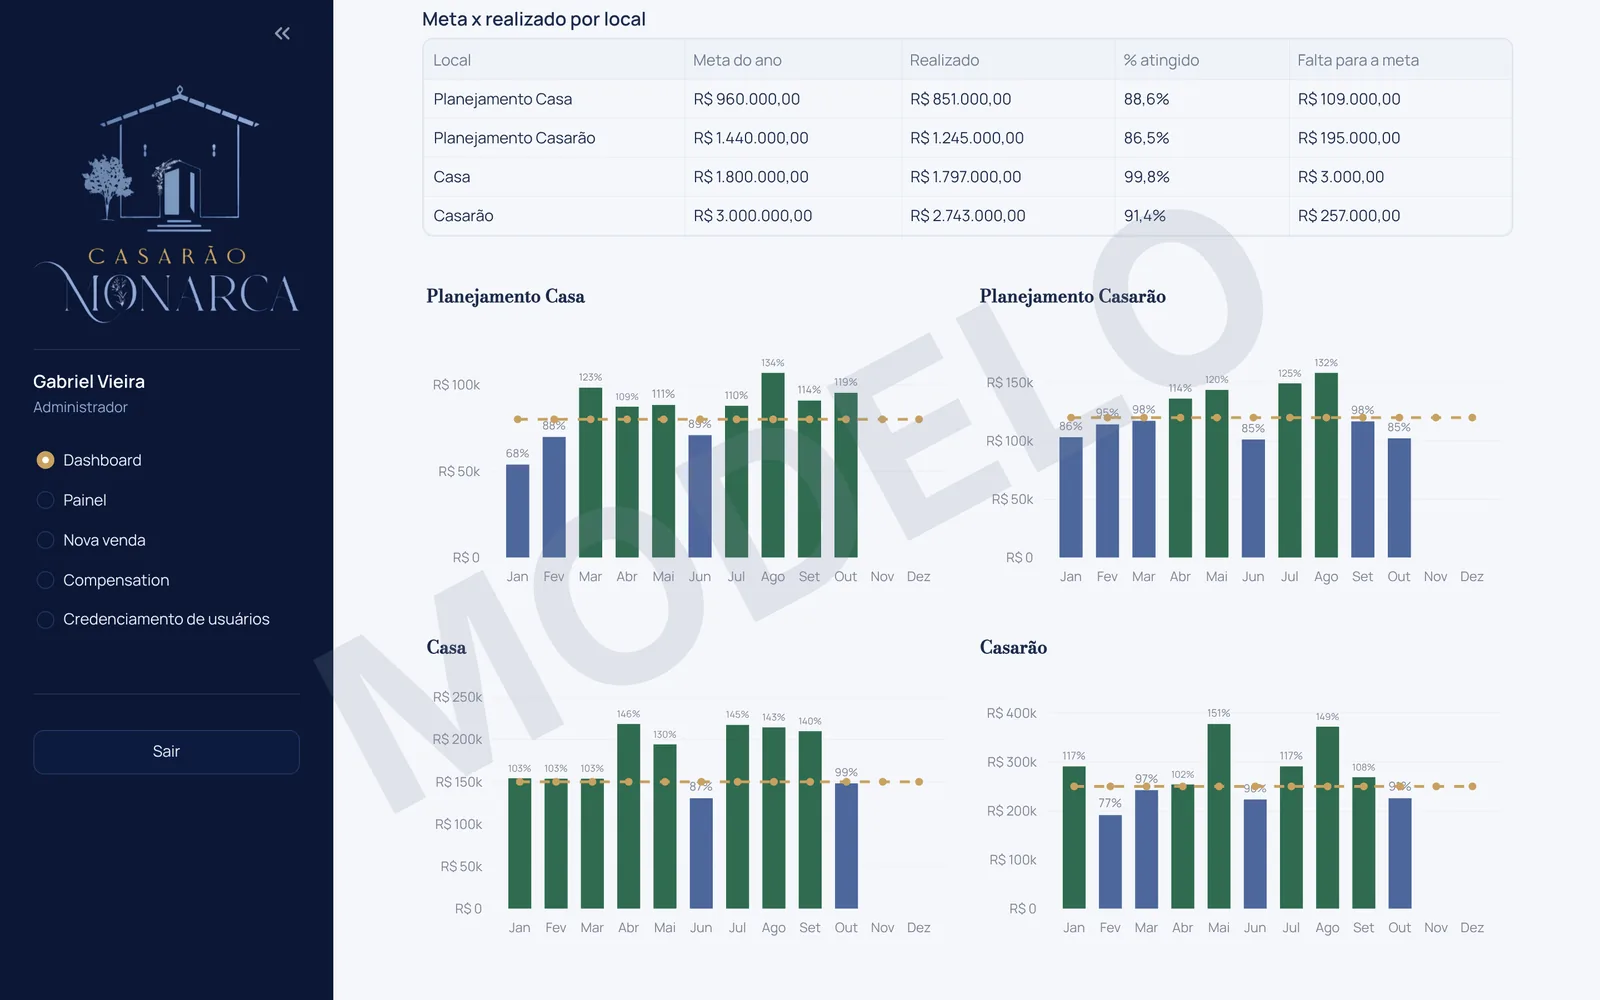 Meta x realizado por local
Local Meta do ano Realizado % atingido Falta para a meta
Planejamento Casa R$ 960.000,00 R$ 851.000,00 88,6% R$ 109.000,00
Planejamento Casarão R$ 1.440.000,00 R$ 1.245.000,00 86,5% R$ 195.000,00
Casa R$ 1.800.000,00 R$ 1.797.000,00 99,8% R$ 3.000,00
Casarão R$ 3.000.000,00 R$ 2.743.000,00 91,4% R$ 257.000,00
CASARÃO
MONARCA
Gabriel Vieira
Administrador
Dashboard
Painel
Nova venda
Compensation
Credenciamento de usuários
Sair
Planejamento Casa
R$ 100k
R$ 50k
R$ 0
68% 88% 123% 109% 111% 89% 110% 134% 114% 119%
Jan Fev Mar Abr Mai Jun Jul Ago Set Out Nov Dez
Planejamento Casarão
R$ 150k
R$ 100k
R$ 50k
R$ 0
86% 95% 98% 114% 120% 85% 125% 132% 98% 85%
Jan Fev Mar Abr Mai Jun Jul Ago Set Out Nov Dez
Casa
R$ 250k
R$ 200k
R$ 150k
R$ 100k
R$ 50k
R$ 0
103% 103% 103% 146% 130% 87% 145% 143% 140% 99%
Jan Fev Mar Abr Mai Jun Jul Ago Set Out Nov Dez
Casarão
R$ 400k
R$ 300k
R$ 200k
R$ 100k
R$ 0
117% 77% 97% 102% 151% 117% 149% 108%
Jan Fev Mar Abr Mai Jun Jul Ago Set Out Nov Dez
MODELO